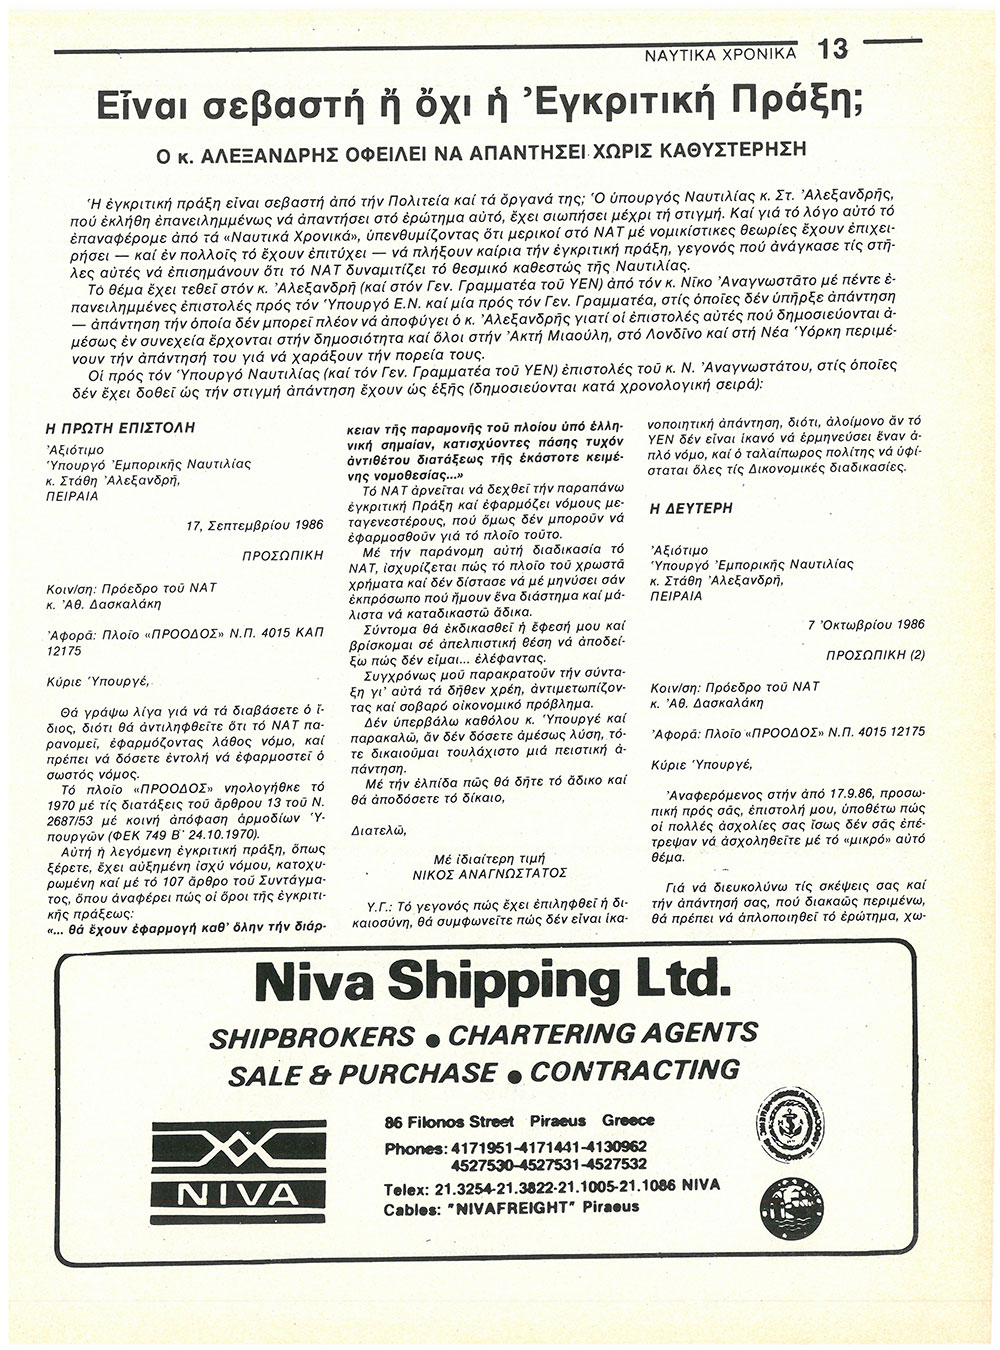 ΝΑΥΤΙΚΑ ΧΡΟΝΙΚΑ 13
Εἶναι σεβαστή ἤ ὄχι ἡ Ἐγκριτική Πράξη;
Ο κ. ΑΛΕΞΑΝΔΡΗΣ ΟΦΕΙΛΕΙ ΝΑ ΑΠΑΝΤΗΣΕΙ ΧΩΡΙΣ ΚΑΘΥΣΤΕΡΗΣΗ
Ἡ ἐγκριτική πράξη εἶναι σεβαστή ἀπό τήν Πολιτεία καί τά ὄργανά της; Ὁ ὑπουργός Ναυτιλίας κ. Στ. Ἀλεξανδρῆς,
πού ἐκλήθη ἐπανειλημμένως νά ἀπαντήσει στό ἐρώτημα αὐτό, ἔχει σιωπήσει μέχρι τή στιγμή. Καί γιά τό λόγο αὐτό τό
ἐπαναφέρομε ἀπό τά «Ναυτικά Χρονικά», ὑπενθυμίζοντας ὅτι μερικοί στό ΝΑΤ μέ νομικίστικες θεωρίες ἔχουν ἐπιχει-
ρήσει — καί ἐν πολλοῖς τό ἔχουν ἐπιτύχει — νά πλήξουν καίρια τήν ἐγκριτική πράξη, γεγονός πού ἀνάγκασε τίς στῆ-
λες αὐτές νά ἐπισημάνουν ὅτι τό ΝΑΤ δυναμιτίζει τό θεσμικό καθεστώς τῆς Ναυτιλίας.
Τό θέμα ἔχει τεθεῖ στόν κ. Ἀλεξανδρῆ (καί στόν Γεν. Γραμματέα τοῦ ΥΕΝ) ἀπό τόν κ. Νῖκο Ἀναγνωστᾶτο μέ πέντε ἐ-
πανειλημμένες ἐπιστολές πρός τόν Ὑπουργό Ε.Ν. καί μία πρός τόν Γεν. Γραμματέα, στίς ὁποῖες δέν ὑπῆρξε ἀπάντηση
— ἀπάντηση τήν ὁποία δέν μπορεῖ πλέον νά ἀποφύγει ὁ κ. Ἀλεξανδρῆς γιατί οἱ ἐπιστολές αὐτές πού δημοσιεύονται ἀ-
μέσως ἐν συνεχεία ἔρχονται στήν δημοσιότητα καί ὅλοι στήν Ἀκτή Μιαούλη, στό Λονδῖνο καί στή Νέα Ὑόρκη περιμέ-
νουν τήν ἀπάντησή του γιά νά χαράξουν τήν πορεία τους.
Οἱ πρός τόν Ὑπουργό Ναυτιλίας (καί τόν Γεν. Γραμματέα τοῦ ΥΕΝ) ἐπιστολές τοῦ κ. Ν. Ἀναγνωστάτου, στίς ὁποῖες
δέν ἔχει δοθεῖ ὡς τήν στιγμή ἀπάντηση ἔχουν ὡς ἑξῆς (δημοσιεύονται κατά χρονολογική σειρά):
Η ΠΡΩΤΗ ΕΠΙΣΤΟΛΗ
Ἀξιότιμο
Ὑπουργό Ἐμπορικῆς Ναυτιλίας
κ. Στάθη Ἀλεξανδρῆ,
ΠΕΙΡΑΙΑ
17, Σεπτεμβρίου 1986
ΠΡΟΣΩΠΙΚΗ
Κοιν/ση: Πρόεδρο τοῦ ΝΑΤ
κ. Ἀθ. Δασκαλάκη
Ἀφορᾶ: Πλοῖο «ΠΡΟΟΔΟΣ» Ν.Π. 4015 ΚΑΠ
12175
Κύριε Ὑπουργέ,
Θά γράψω λίγα γιά νά τά διαβάσετε ὁ ἴ-
διος, διότι θά ἀντιληφθεῖτε ὅτι τό ΝΑΤ πα-
ρανομεῖ, ἐφαρμόζοντας λάθος νόμο, καί
πρέπει νά δόσετε ἐντολή νά ἐφαρμοστεῖ ὁ
σωστός νόμος.
Τό πλοῖο «ΠΡΟΟΔΟΣ» νηολογήθηκε τό
1970 μέ τίς διατάξεις τοῦ ἄρθρου 13 τοῦ Ν.
2687/53 μέ κοινή ἀπόφαση ἁρμοδίων Ὑ-
πουργῶν (ΦΕΚ 749 Β΄ 24.10.1970).
Αὐτή ἡ λεγόμενη ἐγκριτική πράξη, ὅπως
ξέρετε, ἔχει αὐξημένη ἰσχύ νόμου, κατοχυ-
ρωμένη καί μέ τό 107 ἄρθρο τοῦ Συντάγμα-
τος, ὅπου ἀναφέρει πώς οἱ ὅροι τῆς ἐγκριτι-
κῆς πράξεως:
«... θά ἔχουν ἐφαρμογή καθ' ὅλην τήν διάρ-
κειαν τῆς παραμονῆς τοῦ πλοίου ὑπό ἑλλη-
νική σημαίαν, κατισχύοντες πάσης τυχόν
ἀντιθέτου διατάξεως τῆς ἑκάστοτε κειμέ-
νης νομοθεσίας...»
Τό ΝΑΤ ἀρνεῖται νά δεχθεῖ τήν παραπάνω
ἐγκριτική Πράξη καί ἐφαρμόζει νόμους με-
ταγενεστέρους, πού ὅμως δέν μποροῦν νά
ἐφαρμοσθοῦν γιά τό πλοῖο τοῦτο.
Μέ τήν παράνομη αὐτή διαδικασία τό
ΝΑΤ, ἰσχυρίζεται πώς τό πλοῖο τοῦ χρωστᾶ
χρήματα καί δέν δίστασε νά μέ μηνύσει σάν
ἐκπρόσωπο πού ἤμουν ἕνα διάστημα καί μά-
λιστα νά καταδικαστῶ ἄδικα.
Σύντομα θά ἐκδικασθεῖ ἡ ἔφεσή μου καί
βρίσκομαι σέ ἀπελπιστική θέση νά ἀποδεί-
ξω πώς δέν εἶμαι... ἐλέφαντας.
Συγχρόνως μοῦ παρακρατοῦν τήν σύντα-
ξη γι' αὐτά τά δῆθεν χρέη, ἀντιμετωπίζον-
τας καί σοβαρό οἰκονομικό πρόβλημα.
Δέν ὑπερβάλω καθόλου κ. Ὑπουργέ καί
παρακαλῶ, ἄν δέν δόσετε ἀμέσως λύση, τό-
τε δικαιοῦμαι τουλάχιστο μιά πειστική ἀ-
πάντηση.
Μέ τήν ἐλπίδα πῶς θά δῆτε τό ἄδικο καί
θά ἀποδόσετε τό δίκαιο,
Διατελῶ,
Μέ ἰδιαίτερη τιμή
ΝΙΚΟΣ ΑΝΑΓΝΩΣΤΑΤΟΣ
Υ.Γ.: Τό γεγονός πώς ἔχει ἐπιληφθεῖ ἡ δι-
καιοσύνη, θά συμφωνεῖτε πώς δέν εἶναι ἱκα-
νοποιητική ἀπάντηση, διότι, ἀλοίμονο ἄν τό
ΥΕΝ δέν εἶναι ἱκανό νά ἑρμηνεύσει ἕναν ἁ-
πλό νόμο, καί ὁ ταλαίπωρος πολίτης νά ὑφί-
σταται ὅλες τίς Δικονομικές διαδικασίες.
Η ΔΕΥΤΕΡΗ
Ἀξιότιμο
Ὑπουργό Ἐμπορικῆς Ναυτιλίας
κ. Στάθη Ἀλεξανδρῆ,
ΠΕΙΡΑΙΑ
7 Ὀκτωβρίου 1986
ΠΡΟΣΩΠΙΚΗ (2)
Κοιν/ση: Πρόεδρο τοῦ ΝΑΤ
κ. Ἀθ. Δασκαλάκη
Ἀφορᾶ: Πλοῖο «ΠΡΟΟΔΟΣ» Ν.Π. 4015 12175
Κύριε Ὑπουργέ,
Ἀναφερόμενος στήν ἀπό 17.9.86, προσω-
πική πρός σᾶς, ἐπιστολή μου, ὑποθέτω πώς
οἱ πολλές ἀσχολίες σας ἴσως δέν σᾶς ἐπέ-
τρεψαν νά ἀσχοληθεῖτε μέ τό «μικρό» αὐτό
θέμα.
Γιά νά διευκολύνω τίς σκέψεις σας καί
τήν ἀπάντησή σας, πού διακαῶς περιμένω,
θά πρέπει νά ἁπλοποιηθεῖ τό ἐρώτημα, χω-
Niva Shipping Ltd.
SHIPBROKERS ● CHARTERING AGENTS
SALE & PURCHASE ● CONTRACTING
NIVA
86 Filonos Street Piraeus Greece
Phones: 4171951-4171441-4130962
4527530-4527531-4527532
Telex: 21.3254-21.3822-21.1005-21.1086 NIVA
Cables: "NIVAFREIGHT" Piraeus